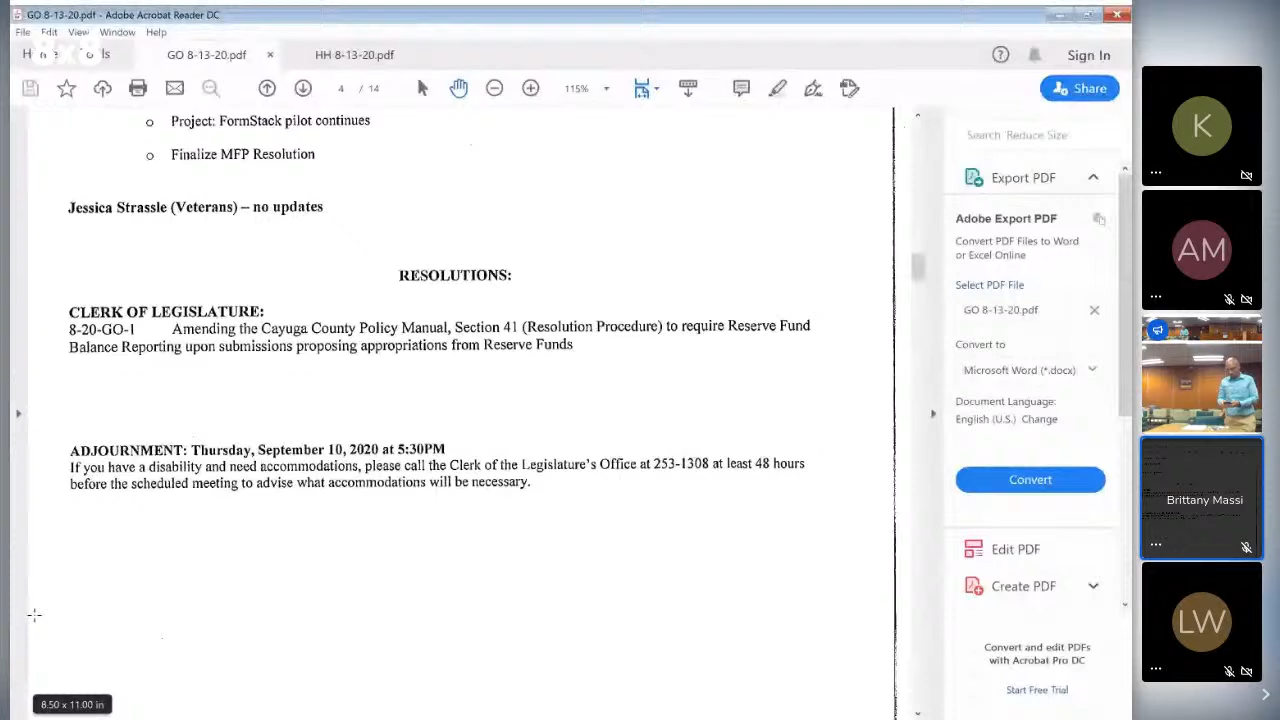 GO 8-13-20.pdf - Adobe Acrobat Reader DC
File Edit View Window Help
GO 8-13-20.pdf × HH 8-13-20.pdf Sign In
4 / 14 115% Share
Project: FormStack pilot continues
Finalize MFP Resolution
Jessica Strassle (Veterans) – no updates
RESOLUTIONS:
CLERK OF LEGISLATURE:
8-20-GO-1 Amending the Cayuga County Policy Manual, Section 41 (Resolution Procedure) to require Reserve Fund
Balance Reporting upon submissions proposing appropriations from Reserve Funds
ADJOURNMENT: Thursday, September 10, 2020 at 5:30PM
If you have a disability and need accommodations, please call the Clerk of the Legislature's Office at 253-1308 at least 48 hours
before the scheduled meeting to advise what accommodations will be necessary.
8.50 x 11.00 in
Search 'Reduce Size'
Export PDF
Adobe Export PDF
Convert PDF Files to Word
or Excel Online
Select PDF File
GO 8-13-20.pdf
Convert to
Microsoft Word (*.docx)
Document Language:
English (U.S.) Change
Convert
Edit PDF
Create PDF
Convert and edit PDFs
with Acrobat Pro DC
Start Free Trial
K
AM
Brittany Massi
LW